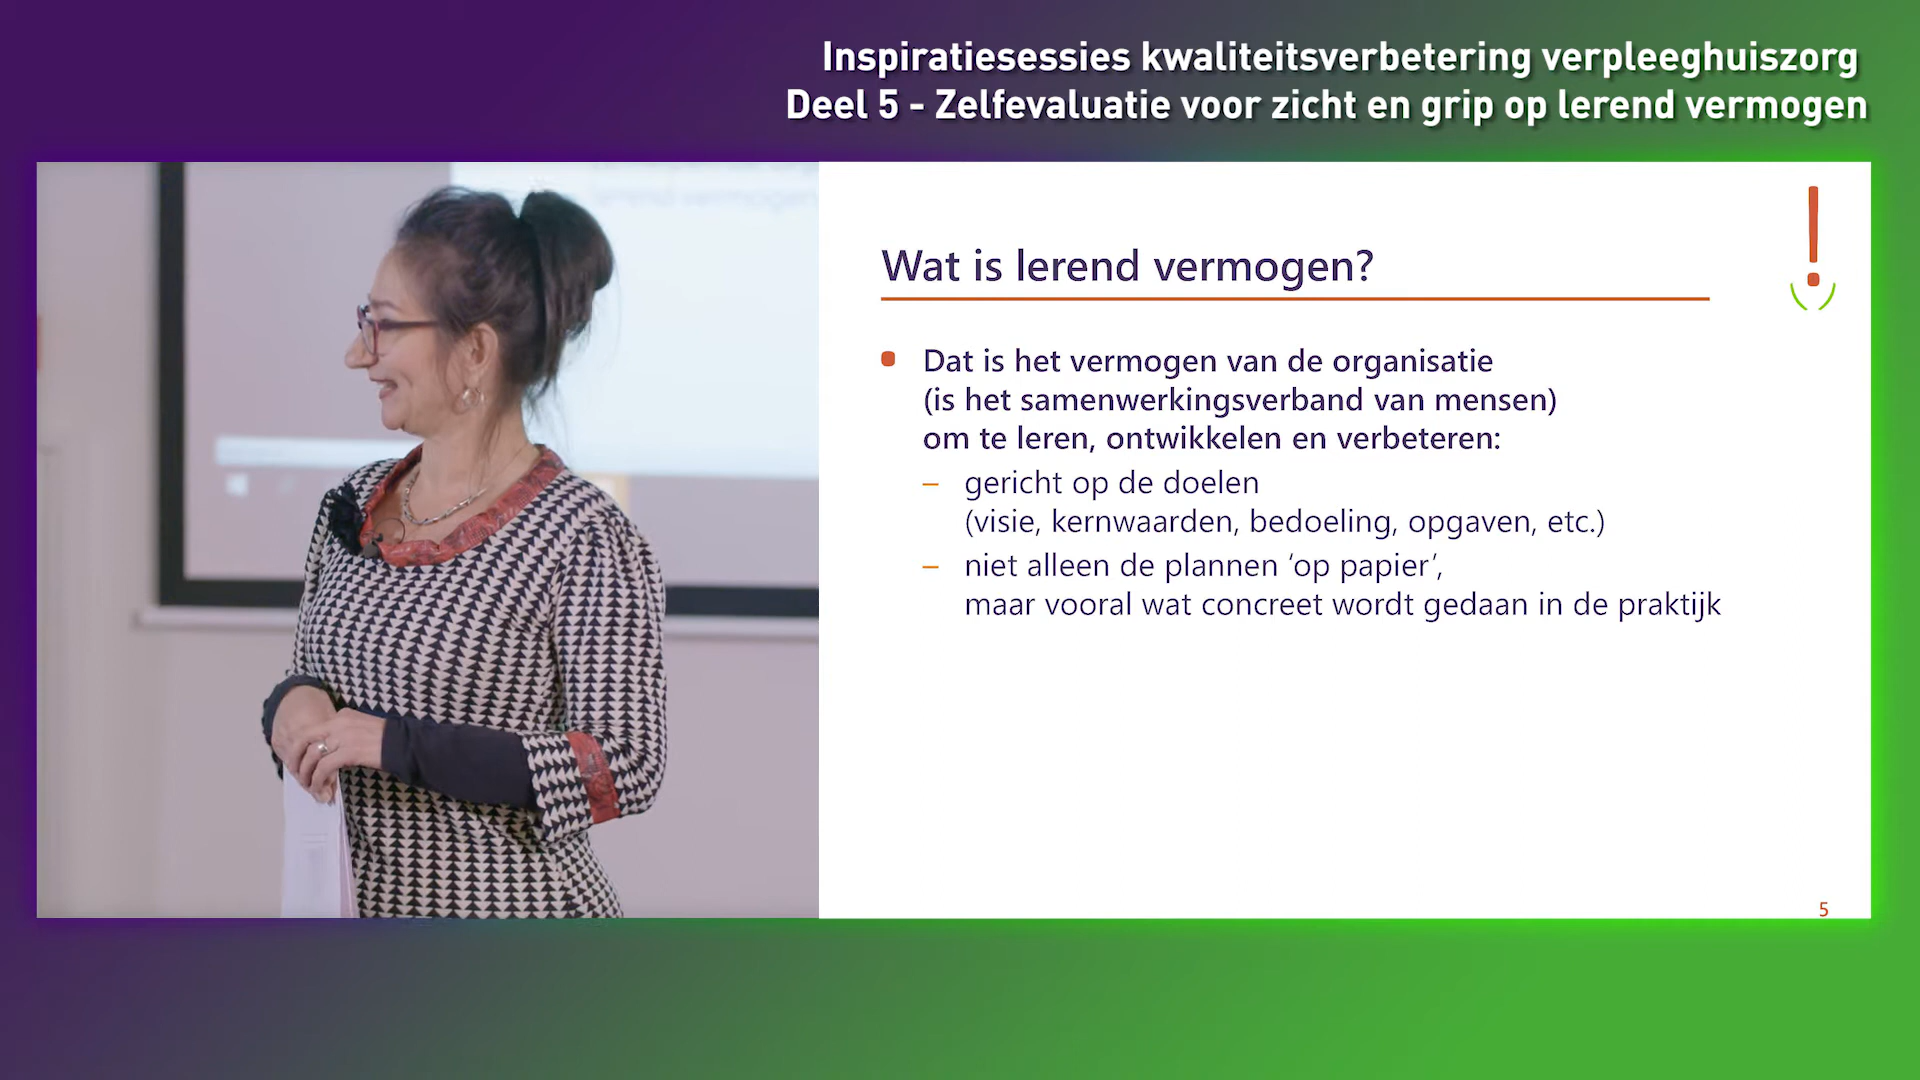 Inspiratiesessies kwaliteitsverbetering verpleeghuiszorg
Deel 5 - Zelfevaluatie voor zicht en grip op lerend vermogen
Wat is lerend vermogen?
Dat is het vermogen van de organisatie
(is het samenwerkingsverband van mensen)
om te leren, ontwikkelen en verbeteren:
– gericht op de doelen
(visie, kernwaarden, bedoeling, opgaven, etc.)
– niet alleen de plannen ‘op papier’,
maar vooral wat concreet wordt gedaan in de praktijk
5